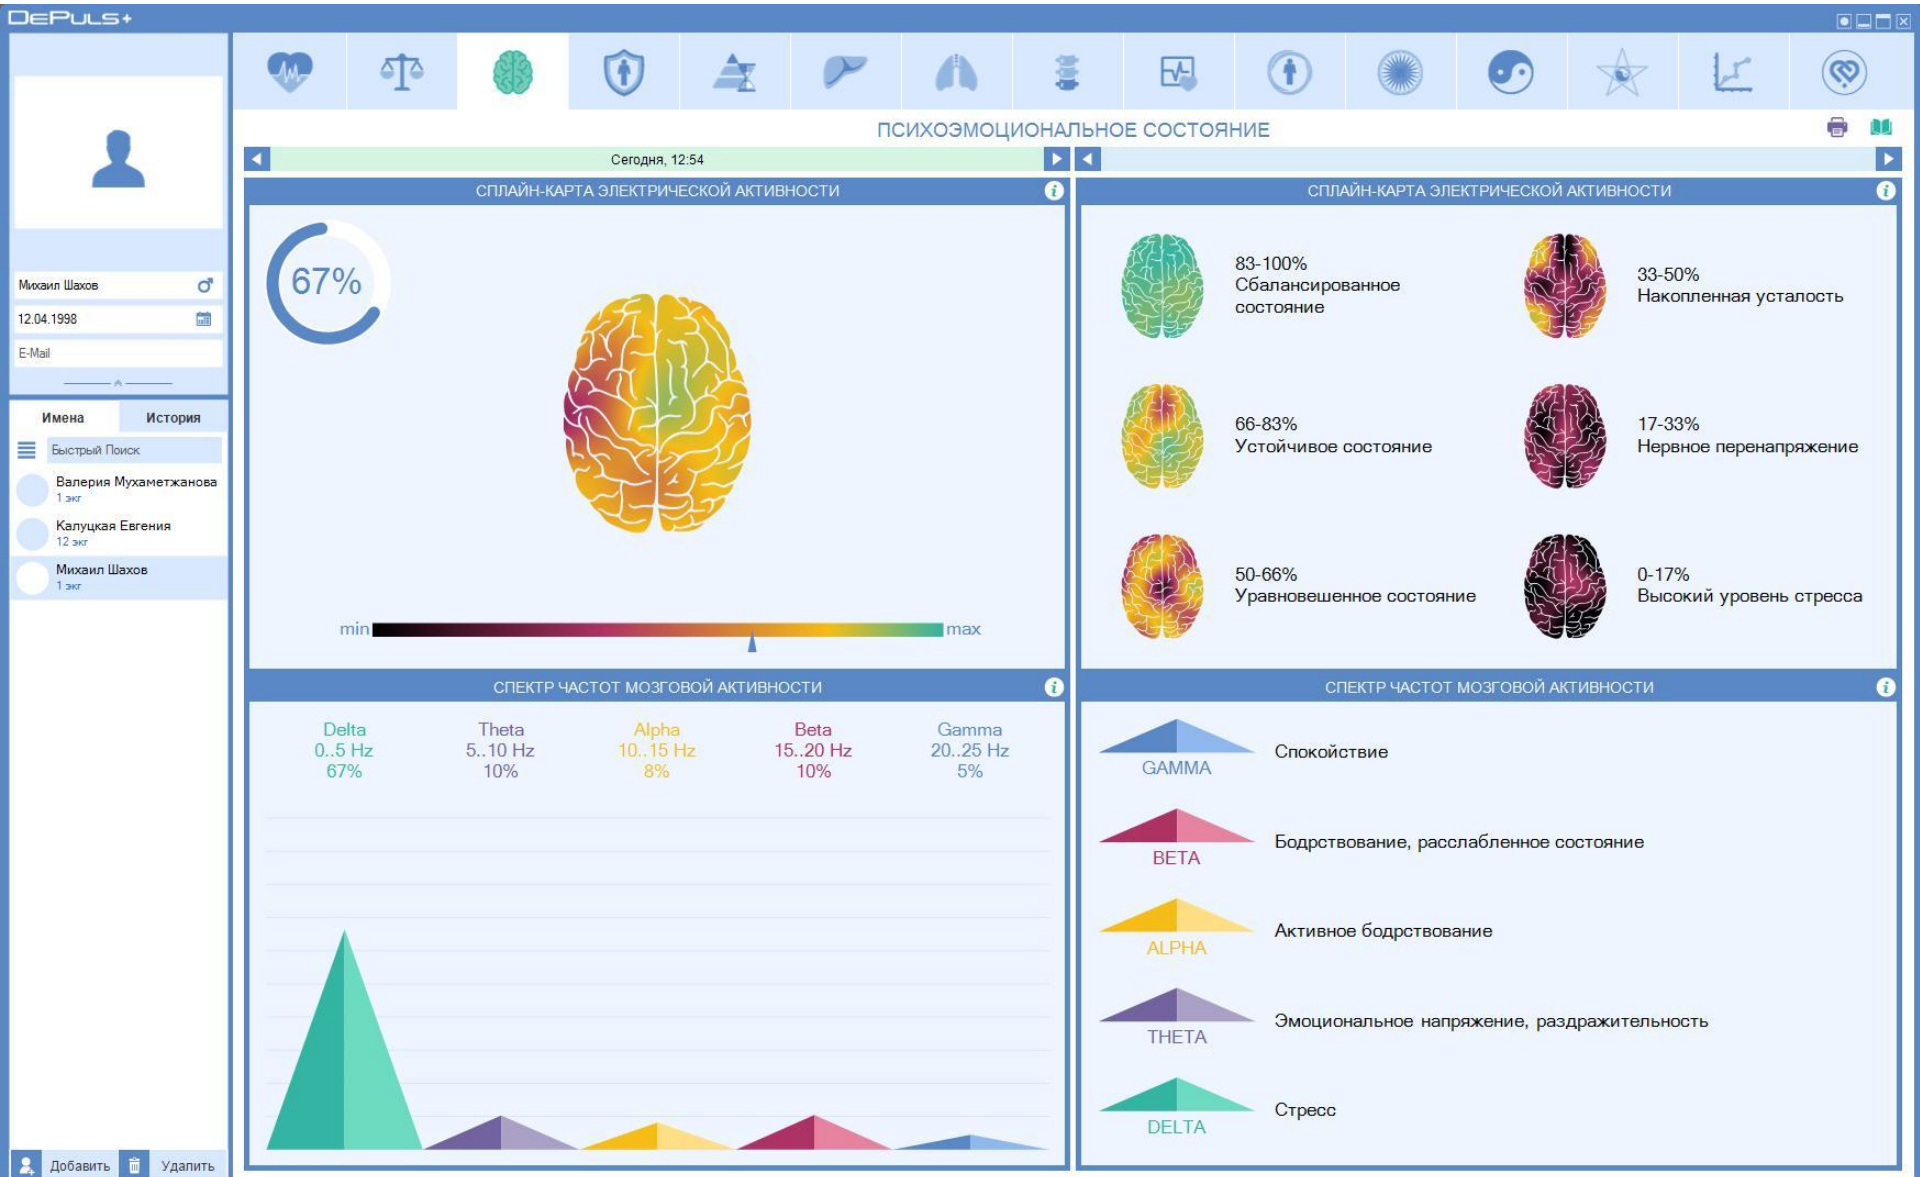 DePuls+
ПСИХОЭМОЦИОНАЛЬНОЕ СОСТОЯНИЕ
Михаил Шахов
12.04.1998
E-Mail
Имена
История
Быстрый Поиск
Валерия Мухаметжанова
1 экг
Калуцкая Евгения
12 экг
Михаил Шахов
1 экг
Добавить
Удалить
Сегодня, 12:54
СПЛАЙН-КАРТА ЭЛЕКТРИЧЕСКОЙ АКТИВНОСТИ
67%
min
max
СПЛАЙН-КАРТА ЭЛЕКТРИЧЕСКОЙ АКТИВНОСТИ
83-100%
Сбалансированное
состояние
33-50%
Накопленная усталость
66-83%
Устойчивое состояние
17-33%
Нервное перенапряжение
50-66%
Уравновешенное состояние
0-17%
Высокий уровень стресса
СПЕКТР ЧАСТОТ МОЗГОВОЙ АКТИВНОСТИ
Delta
0..5 Hz
67%
Theta
5..10 Hz
10%
Alpha
10..15 Hz
8%
Beta
15..20 Hz
10%
Gamma
20..25 Hz
5%
СПЕКТР ЧАСТОТ МОЗГОВОЙ АКТИВНОСТИ
GAMMA
Спокойствие
BETA
Бодрствование, расслабленное состояние
ALPHA
Активное бодрствование
THETA
Эмоциональное напряжение, раздражительность
DELTA
Стресс